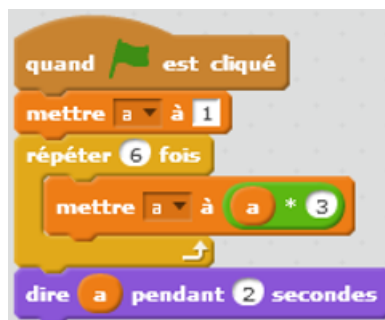 quand est cliqué
mettre a à 1
répéter 6 fois
mettre a à a * 3
dire a pendant 2 secondes